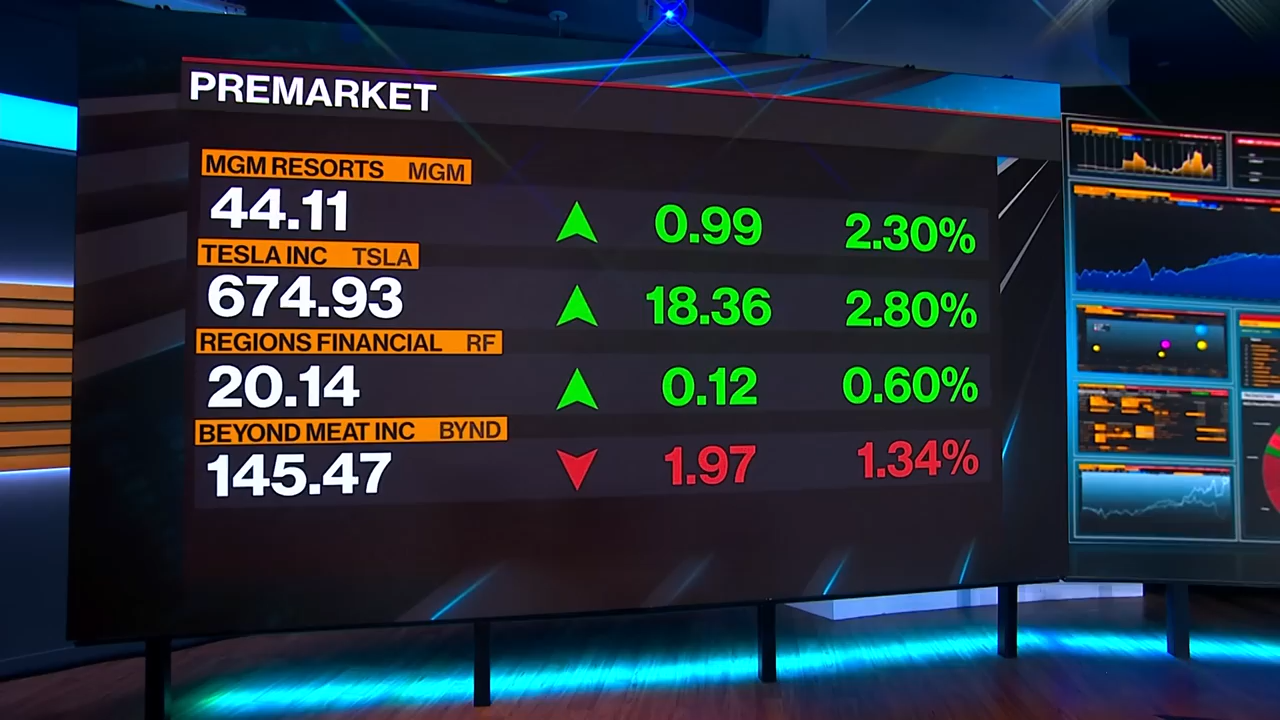 PREMARKET
MGM RESORTS MGM
44.11 0.99 2.30%
TESLA INC TSLA
674.93 18.36 2.80%
REGIONS FINANCIAL RF
20.14 0.12 0.60%
BEYOND MEAT INC BYND
145.47 1.97 1.34%